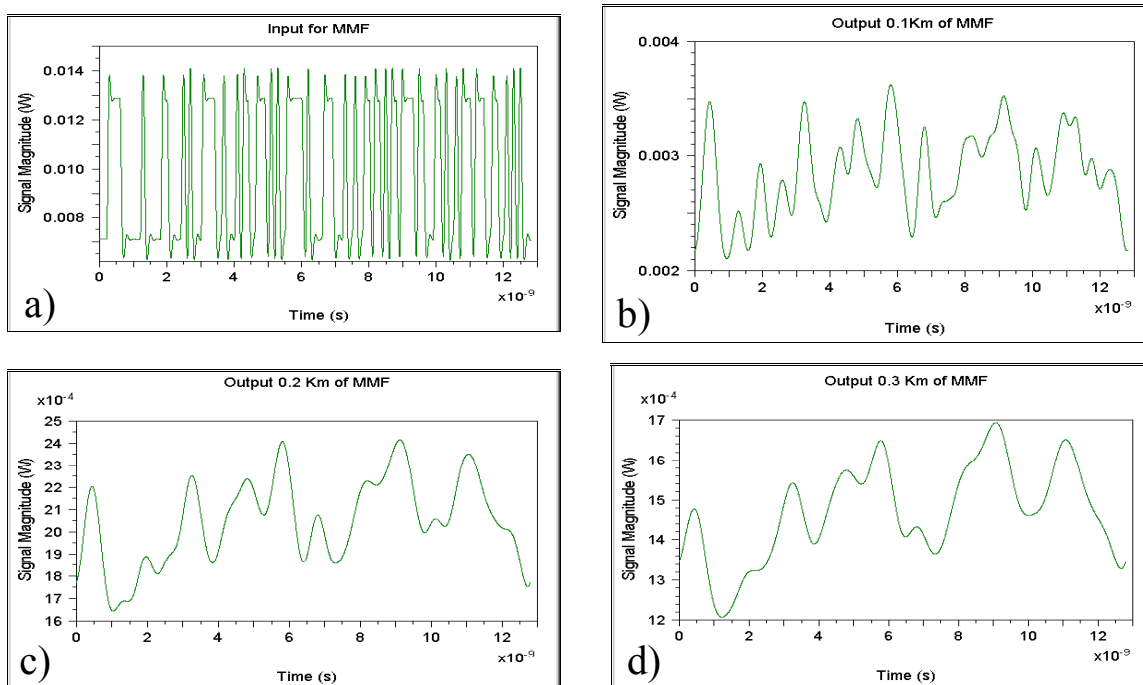 Input for MMF
Signal Magnitude (W)
0.014
0.012
0.010
0.008
0 2 4 6 8 10 12
x10-9
Time (s)
a)
Output 0.1Km of MMF
Signal Magnitude (W)
0.004
0.003
0.002
0 2 4 6 8 10 12
x10-9
Time (s)
b)
Output 0.2 Km of MMF
x10-4
Signal Magnitude (W)
25
24
23
22
21
20
19
18
17
16
0 2 4 6 8 10 12
x10-9
Time (s)
c)
Output 0.3 Km of MMF
x10-4
Signal Magnitude (W)
17
16
15
14
13
12
0 2 4 6 8 10 12
x10-9
Time (s)
d)